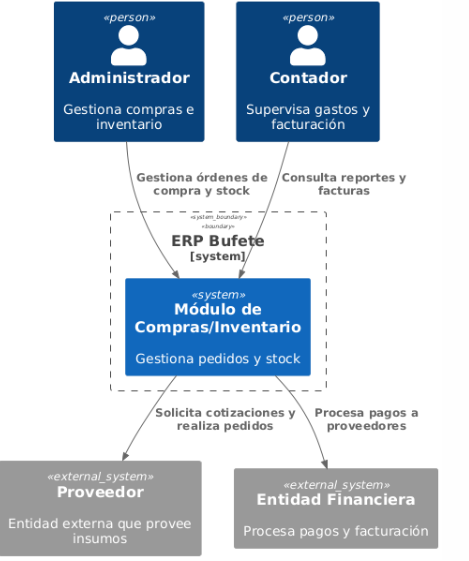 «person»
Administrador
Gestiona compras e
inventario
«person»
Contador
Supervisa gastos y
facturación
Gestiona órdenes de
compra y stock
Consulta reportes y
facturas
«system_boundary»
«boundary»
ERP Bufete
[system]
«system»
Módulo de
Compras/Inventario
Gestiona pedidos y stock
Solicita cotizaciones y
realiza pedidos
Procesa pagos a
proveedores
«external_system»
Proveedor
Entidad externa que provee
insumos
«external_system»
Entidad Financiera
Procesa pagos y facturación